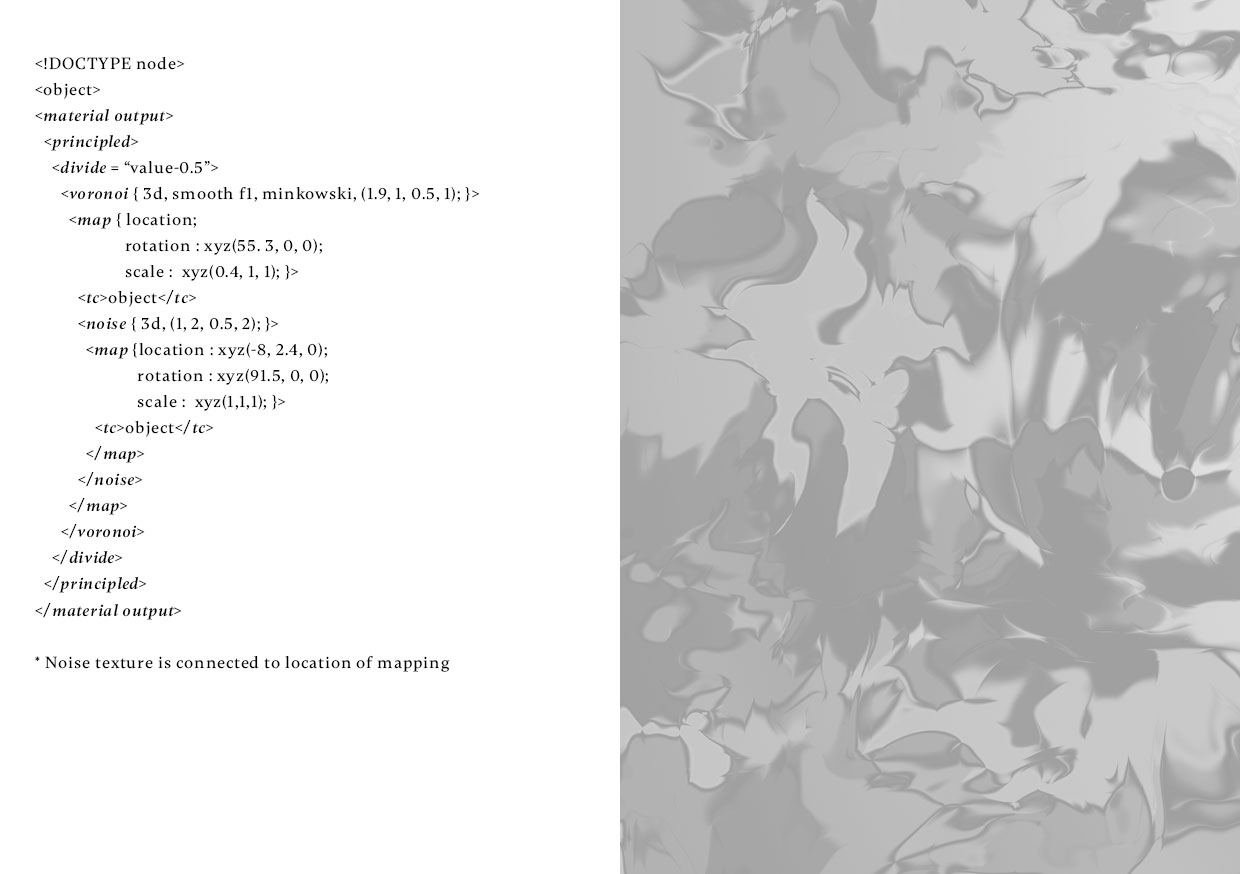 <!DOCTYPE node>
<object>
<material output>
<principled>
<divide = “value-0.5”>
<voronoi { 3d, smooth f1, minkowski, (1.9, 1, 0.5, 1); }>
<map { location;
rotation : xyz(55. 3, 0, 0);
scale :  xyz(0.4, 1, 1); }>
<tc>object</tc>
<noise { 3d, (1, 2, 0.5, 2); }>
<map {location : xyz(-8, 2.4, 0);
rotation : xyz(91.5, 0, 0);
scale :  xyz(1,1,1); }>
<tc>object</tc>
</map>
</noise>
</map>
</voronoi>
</divide>
</principled>
</material output>
* Noise texture is connected to location of mapping